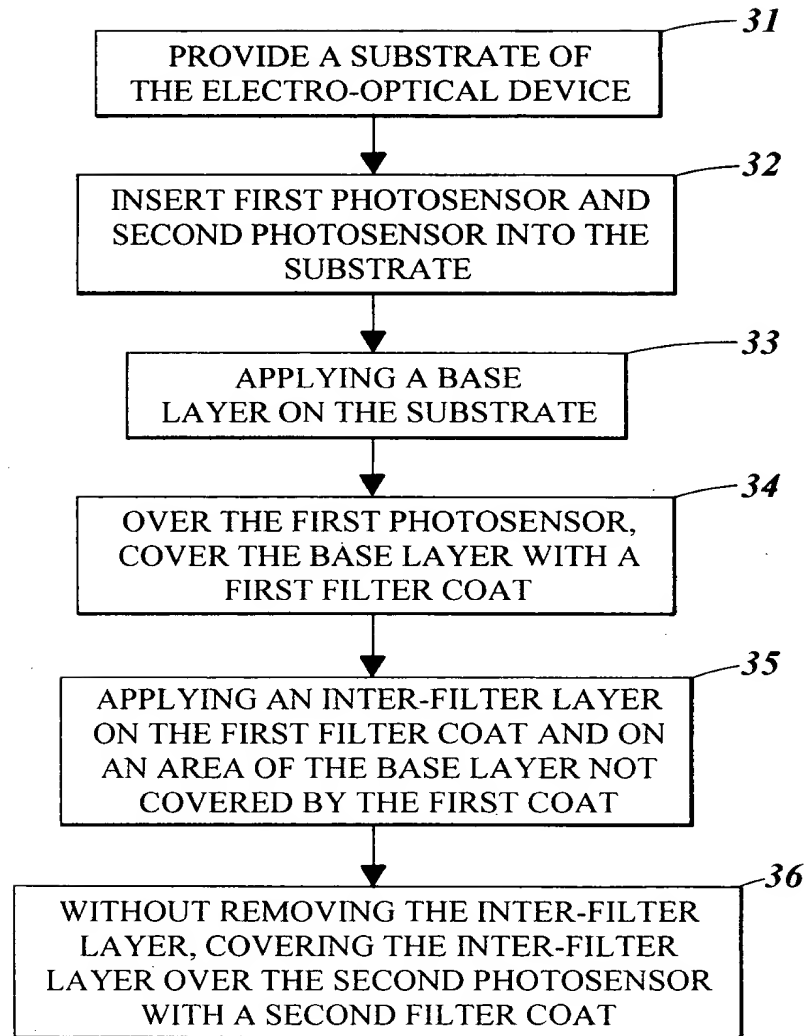 31
PROVIDE A SUBSTRATE OF
THE ELECTRO-OPTICAL DEVICE
32
INSERT FIRST PHOTOSENSOR AND
SECOND PHOTOSENSOR INTO THE
SUBSTRATE
33
APPLYING A BASE
LAYER ON THE SUBSTRATE
34
OVER THE FIRST PHOTOSENSOR,
COVER THE BASE LAYER WITH A
FIRST FILTER COAT
35
APPLYING AN INTER-FILTER LAYER
ON THE FIRST FILTER COAT AND ON
AN AREA OF THE BASE LAYER NOT
COVERED BY THE FIRST COAT
36
WITHOUT REMOVING THE INTER-FILTER
LAYER, COVERING THE INTER-FILTER
LAYER OVER THE SECOND PHOTOSENSOR
WITH A SECOND FILTER COAT